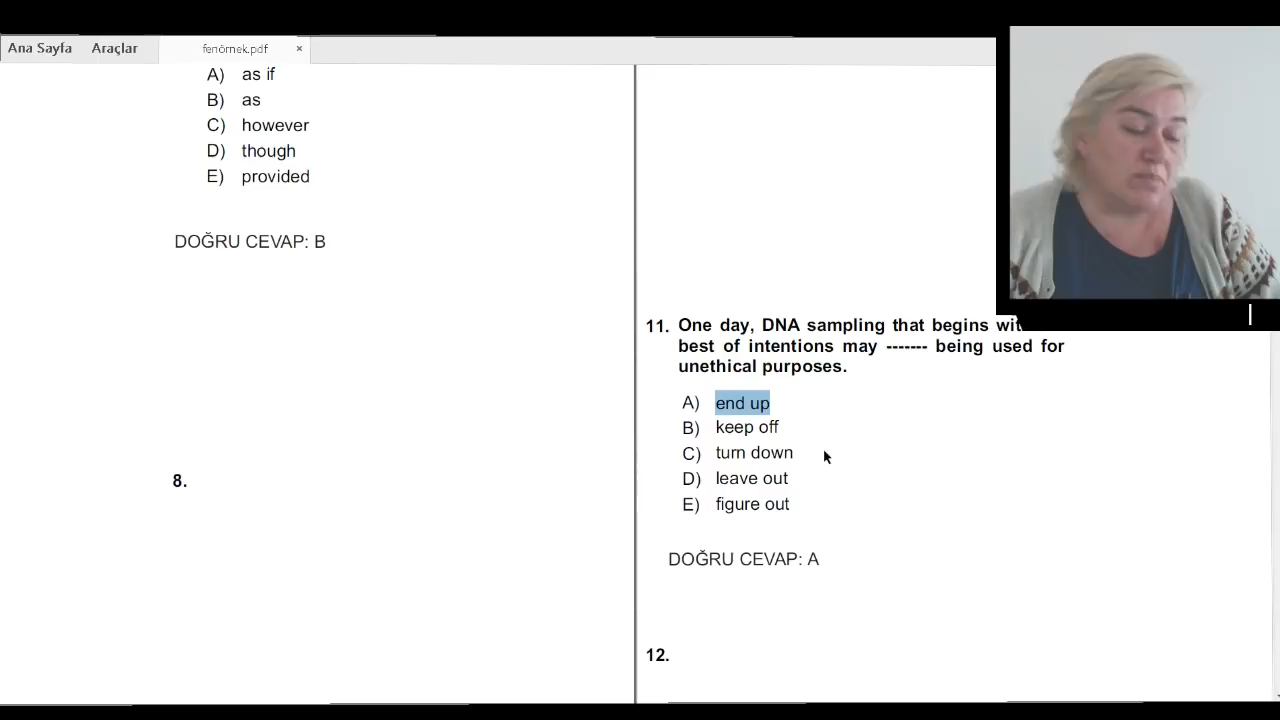 Ana Sayfa Araçlar fenörnek.pdf ×
A) as if
B) as
C) however
D) though
E) provided
DOĞRU CEVAP: B
8.
11. One day, DNA sampling that begins
best of intentions may ------- being used for
unethical purposes.
A) end up
B) keep off
C) turn down
D) leave out
E) figure out
DOĞRU CEVAP: A
12.